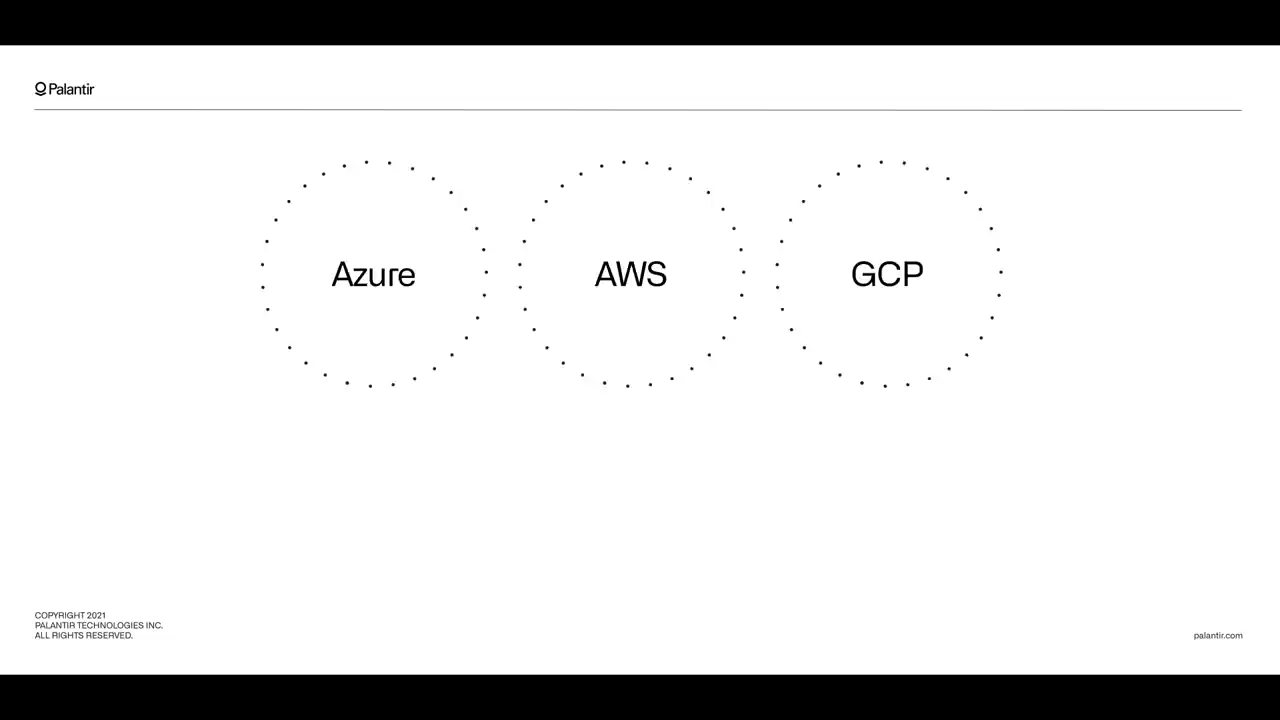 Palantir
Azure
AWS
GCP
COPYRIGHT 2021
PALANTIR TECHNOLOGIES INC.
ALL RIGHTS RESERVED.
palantir.com